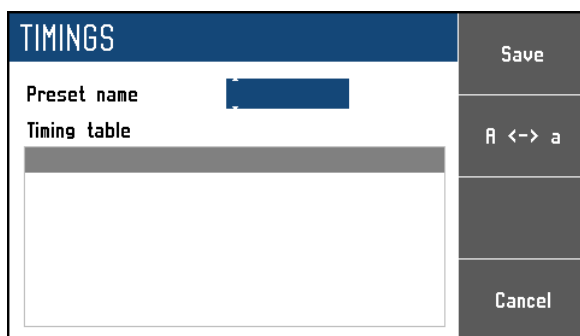 TIMINGS
Preset name
Timing table
Save
A <-> a
Cancel